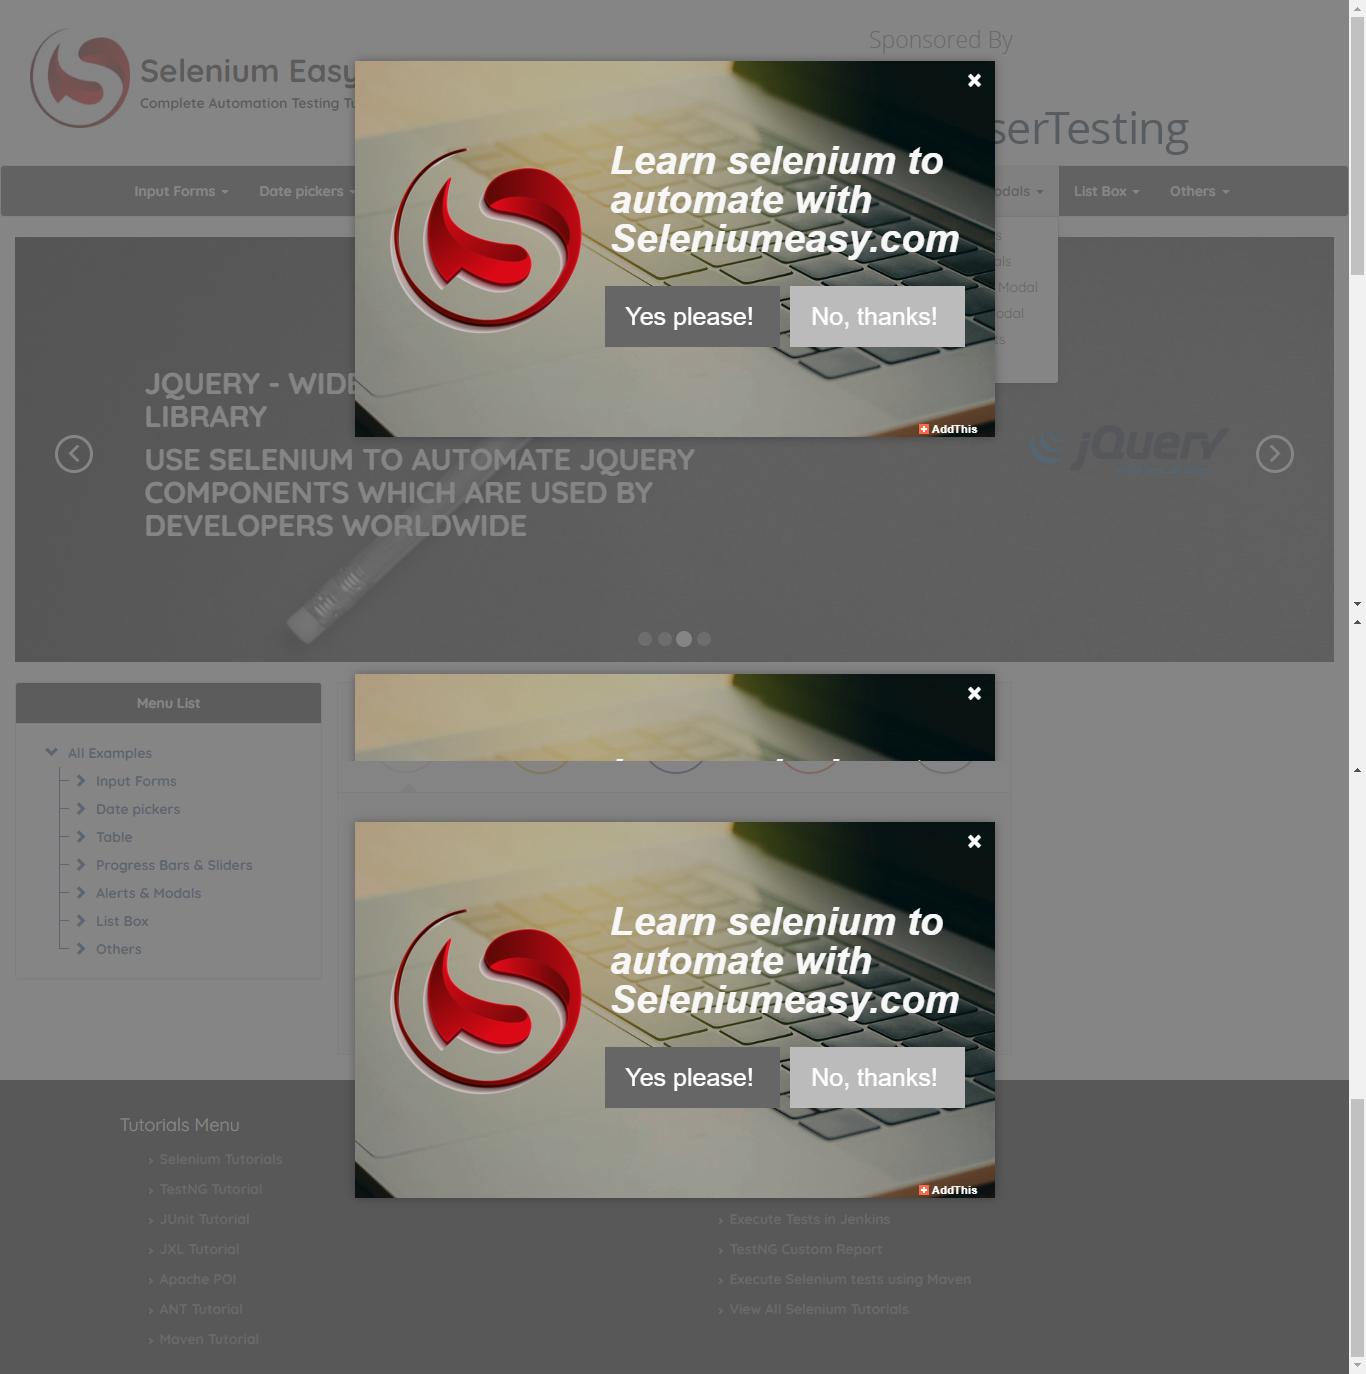 Sponsored By
Selenium Easy
Complete Automation Testing
serTesting
Input Forms
Date pickers
List Box
Others
Modal
Learn selenium to
automate with
Seleniumeasy.com
Yes please!
No, thanks!
AddThis
JQUERY -
LIBRARY
USE SELENIUM TO AUTOMATE JQUERY
COMPONENTS WHICH ARE USED BY
DEVELOPERS WORLDWIDE
jQuery
Menu List
All Examples
Input Forms
Date pickers
Table
Progress Bars & Sliders
Alerts & Modals
List Box
Others
Learn selenium to
automate with
Seleniumeasy.com
Yes please!
No, thanks!
AddThis
Tutorials Menu
Selenium Tutorials
TestNG Tutorial
JUnit Tutorial
JXL Tutorial
Apache POI
ANT Tutorial
Maven Tutorial
Execute Tests in Jenkins
TestNG Custom Report
Execute Selenium tests using Maven
View All Selenium Tutorials